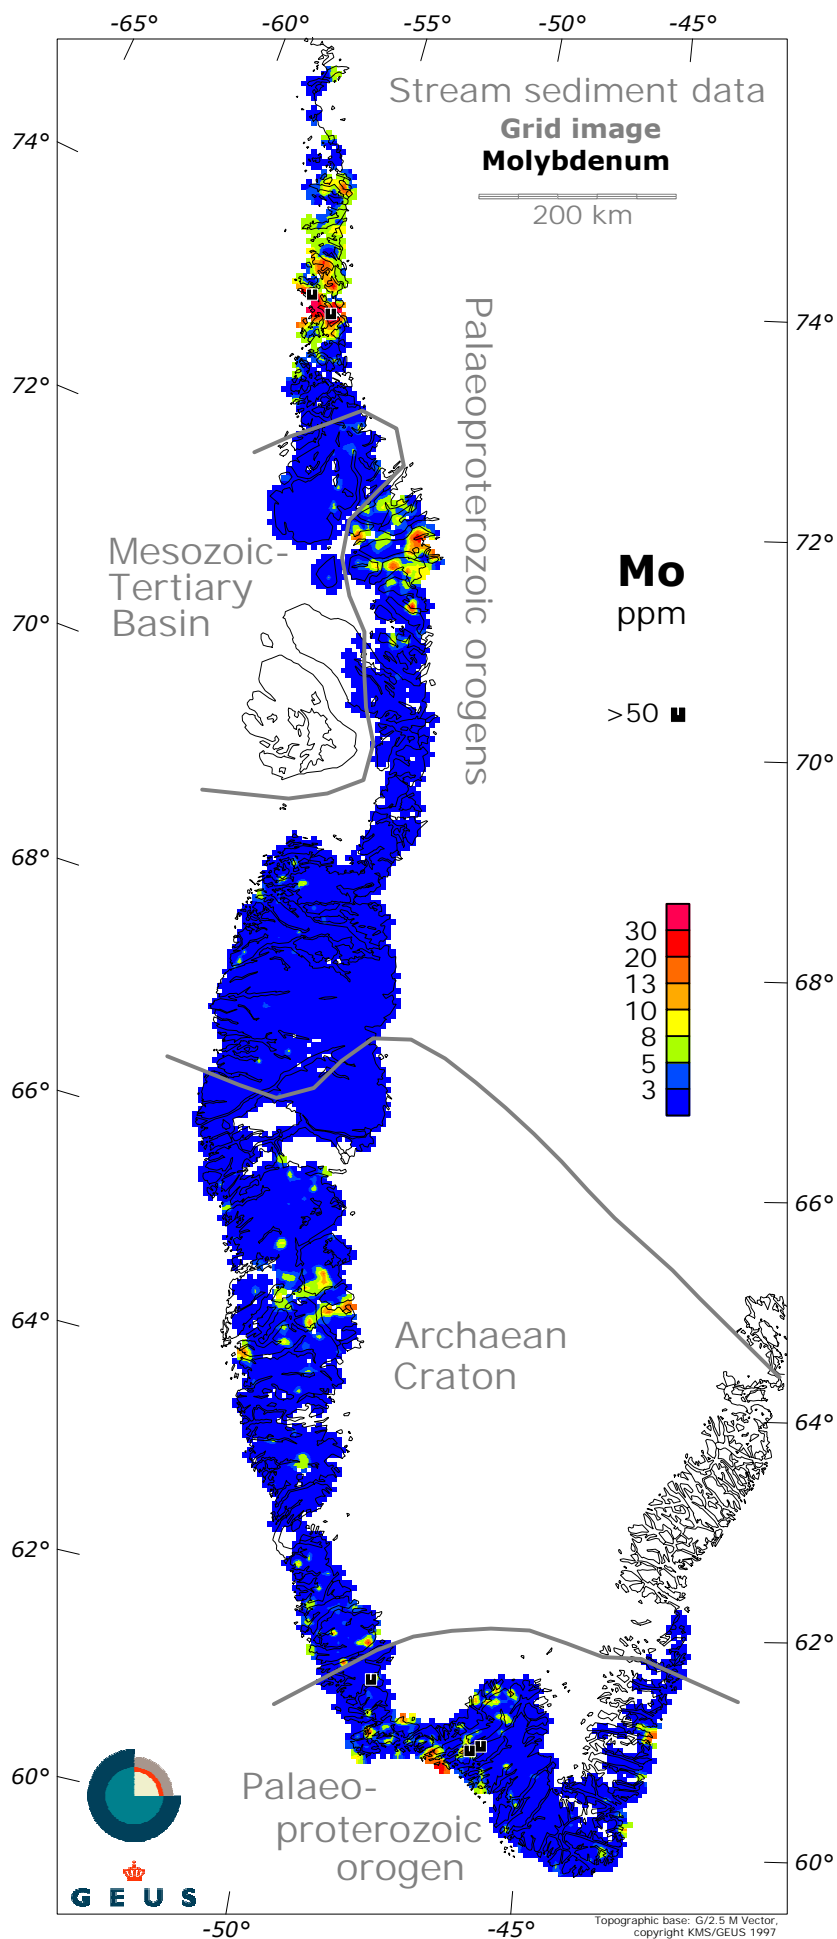 -65° -60° -55° -50° -45°
Stream sediment data
Grid image
Molybdenum
200 km
74°
74°
72°
72°
70°
70°
68°
68°
66°
66°
64°
64°
62°
62°
60°
60°
Palaeoproterozoic orogens
Mesozoic-
Tertiary
Basin
Mo
ppm
>50
30
20
13
10
8
5
3
Archaean
Craton
Palaeo-
proterozoic
orogen
GEUS
-50° -45°
Topographic base: G/2.5 M Vector,
copyright KMS/GEUS 1997